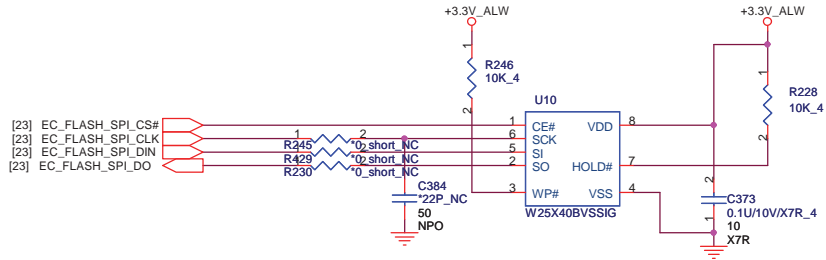 +3.3V_ALW
+3.3V_ALW
1
R246
10K_4
2
1
R228
10K_4
2
U10
[23] EC_FLASH_SPI_CS#
[23] EC_FLASH_SPI_CLK
[23] EC_FLASH_SPI_DIN
[23] EC_FLASH_SPI_DO
1 2
R245 *0_short_NC
R429 *0_short_NC
R230 *0_short_NC
1 CE# VDD 8
6 SCK
5 SI
2 SO HOLD# 7
3 WP# VSS 4
W25X40BVSSIG
C384
*22P_NC
50
NPO
2
C373
0.1U/10V/X7R_4
1
10
X7R